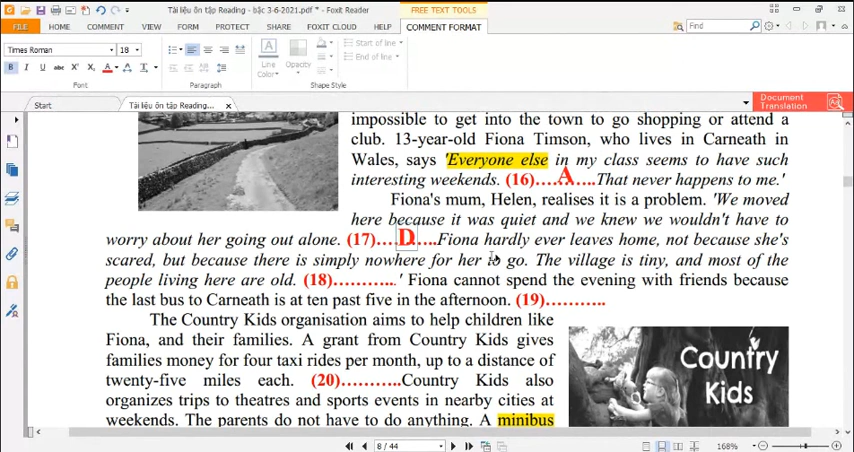 Tài liệu ôn tập Reading - bậc 3-6-2021.pdf * - Foxit Reader
FREE TEXT TOOLS
FILE HOME COMMENT VIEW FORM PROTECT SHARE FOXIT CLOUD HELP COMMENT FORMAT
Find
Times Roman 18
Start of line
End of line
B I U abc X² X₂ A T
Line Color
Opacity
Font Paragraph Shape Style
Start
Tài liệu ôn tập Reading...
Document Translation
impossible to get into the town to go shopping or attend a
club. 13-year-old Fiona Timson, who lives in Carneath in
Wales, says 'Everyone else in my class seems to have such
interesting weekends. (16)….A…..That never happens to me.'
Fiona's mum, Helen, realises it is a problem. 'We moved
here because it was quiet and we knew we wouldn't have to
worry about her going out alone. (17)….D…..Fiona hardly ever leaves home, not because she's
scared, but because there is simply nowhere for her to go. The village is tiny, and most of the
people living here are old. (18)………...' Fiona cannot spend the evening with friends because
the last bus to Carneath is at ten past five in the afternoon. (19)………..
The Country Kids organisation aims to help children like
Fiona, and their families. A grant from Country Kids gives
families money for four taxi rides per month, up to a distance of
twenty-five miles each. (20)………..Country Kids also
organizes trips to theatres and sports events in nearby cities at
weekends. The parents do not have to do anything. A minibus
Country
Kids
8 / 44
168%